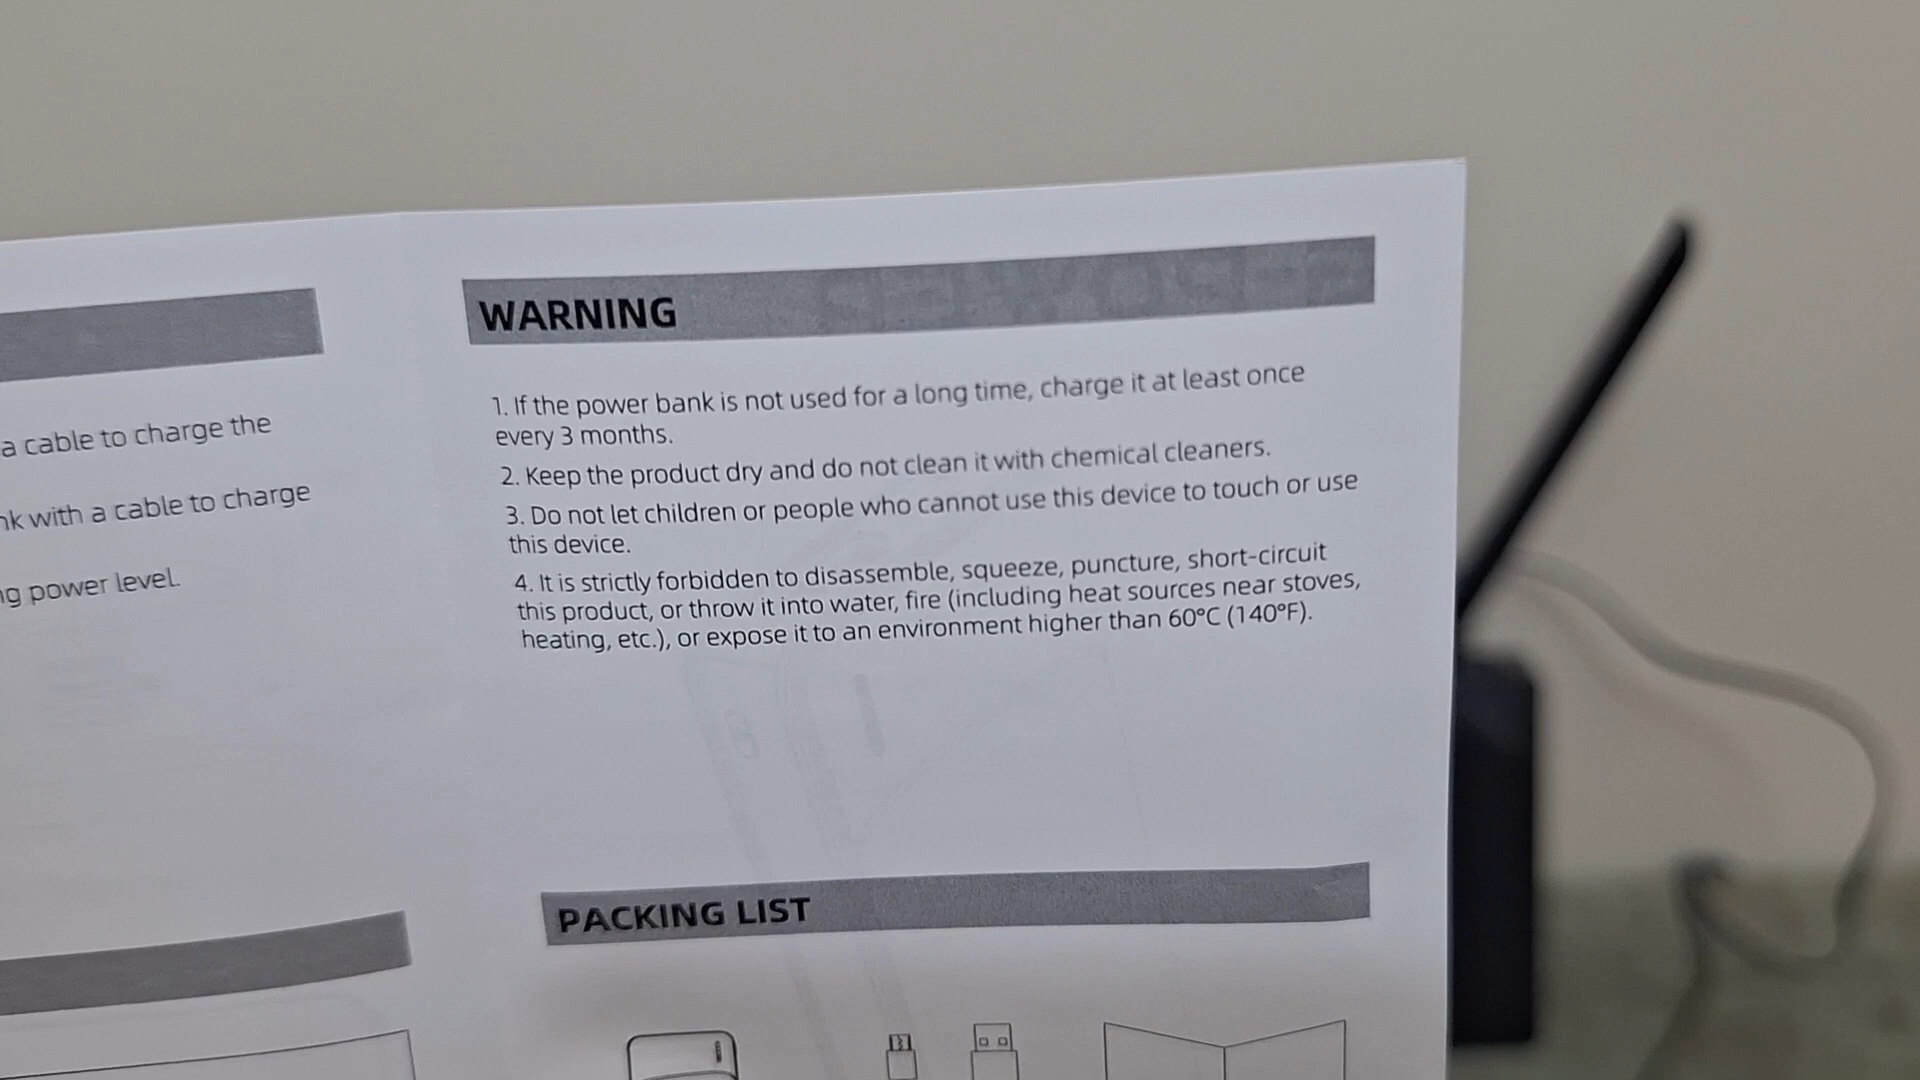 a cable to charge the
with a cable to charge
power level.
WARNING
1. If the power bank is not used for a long time, charge it at least once
every 3 months.
2. Keep the product dry and do not clean it with chemical cleaners.
3. Do not let children or people who cannot use this device to touch or use
this device.
4. It is strictly forbidden to disassemble, squeeze, puncture, short-circuit
this product, or throw it into water, fire (including heat sources near stoves,
heating, etc.), or expose it to an environment higher than 60°C (140°F).
PACKING LIST